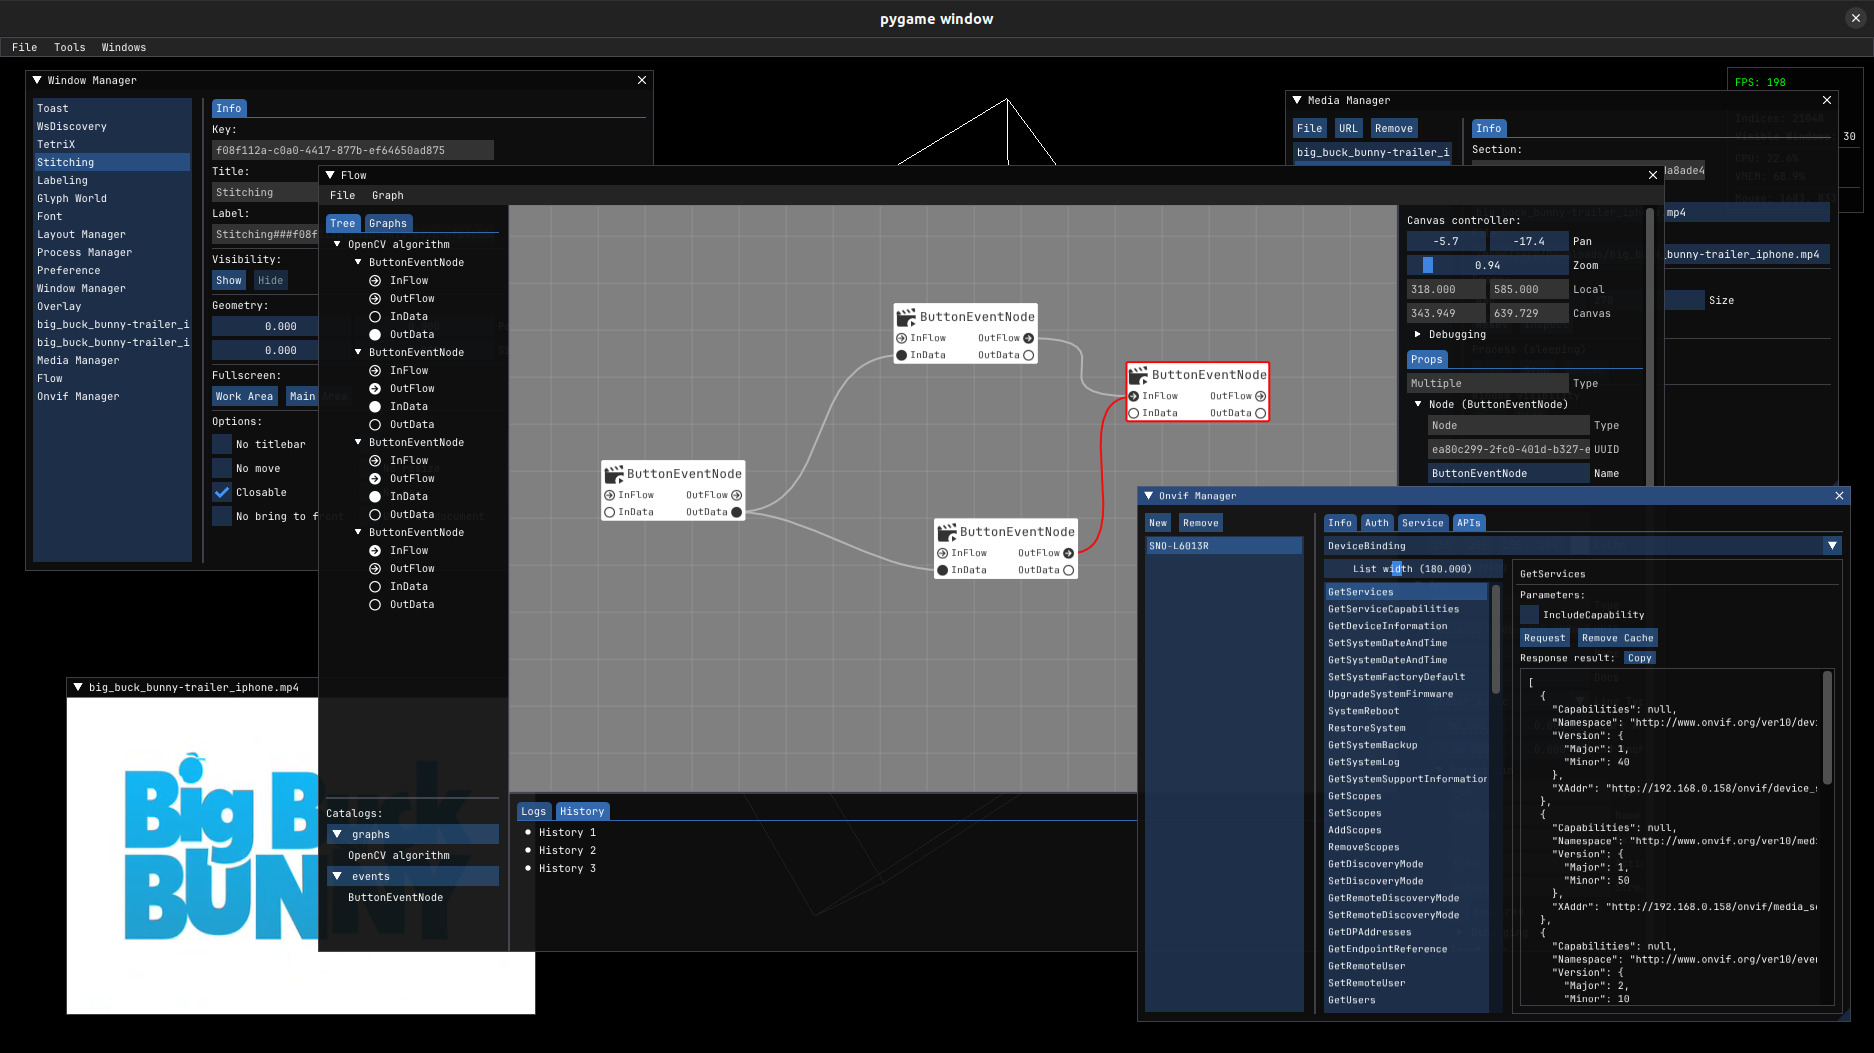 pygame window
File Tools Windows
FPS: 198
30
Window Manager
Toast
WsDiscovery
TetriX
Stitching
Labeling
Glyph World
Font
Layout Manager
Process Manager
Preference
Window Manager
Overlay
big_buck_bunny-trailer_i
big_buck_bunny-trailer_i
Media Manager
Flow
Onvif Manager
Info
Key:
f08f112a-c0a0-4417-877b-ef64650ad875
Title:
Stitching
Label:
Stitching###f08f
Visibility:
Show Hide
Geometry:
0.000
0.000
Fullscreen:
Work Area Main
Options:
No titlebar
No move
Closable
No bring to front
Media Manager
File URL Remove
big_buck_bunny-trailer_i
Info
Section:
a8ade4
mp4
bunny-trailer_iphone.mp4
Size
Flow
File Graph
Tree Graphs
OpenCV algorithm
ButtonEventNode
InFlow
OutFlow
InData
OutData
ButtonEventNode
InFlow
OutFlow
InData
OutData
ButtonEventNode
InFlow
OutFlow
InData
OutData
ButtonEventNode
InFlow
OutFlow
InData
OutData
Catalogs:
graphs
OpenCV algorithm
events
ButtonEventNode
ButtonEventNode
InFlow OutFlow
InData OutData
ButtonEventNode
InFlow OutFlow
InData OutData
ButtonEventNode
InFlow OutFlow
InData OutData
ButtonEventNode
InFlow OutFlow
InData OutData
Logs History
History 1
History 2
History 3
Canvas controller:
-5.7 -17.4 Pan
0.94 Zoom
318.000 585.000 Local
343.949 639.729 Canvas
Debugging
Props
Multiple Type
Node (ButtonEventNode)
Node Type
ea80c299-2fc0-401d-b327-e UUID
ButtonEventNode Name
big_buck_bunny-trailer_iphone.mp4
Big Buck
BUNNY
Onvif Manager
New Remove
SNO-L6013R
Info Auth Service APIs
DeviceBinding
List width (180.000)
GetServices
GetServiceCapabilities
GetDeviceInformation
SetSystemDateAndTime
GetSystemDateAndTime
SetSystemFactoryDefault
UpgradeSystemFirmware
SystemReboot
RestoreSystem
GetSystemBackup
GetSystemLog
GetSystemSupportInformation
GetScopes
SetScopes
AddScopes
RemoveScopes
GetDiscoveryMode
SetDiscoveryMode
GetRemoteDiscoveryMode
SetRemoteDiscoveryMode
GetDPAddresses
GetEndpointReference
GetRemoteUser
SetRemoteUser
GetUsers
GetServices
Parameters:
IncludeCapability
Request Remove Cache
Response result: Copy
[
{
"Capabilities": null,
"Namespace": "http://www.onvif.org/ver10/devi
"Version": {
"Major": 1,
"Minor": 40
},
"XAddr": "http://192.168.0.158/onvif/device_s
},
{
"Capabilities": null,
"Namespace": "http://www.onvif.org/ver10/medi
"Version": {
"Major": 1,
"Minor": 50
},
"XAddr": "http://192.168.0.158/onvif/media_se
},
{
"Capabilities": null,
"Namespace": "http://www.onvif.org/ver10/ever
"Version": {
"Major": 2,
"Minor": 10